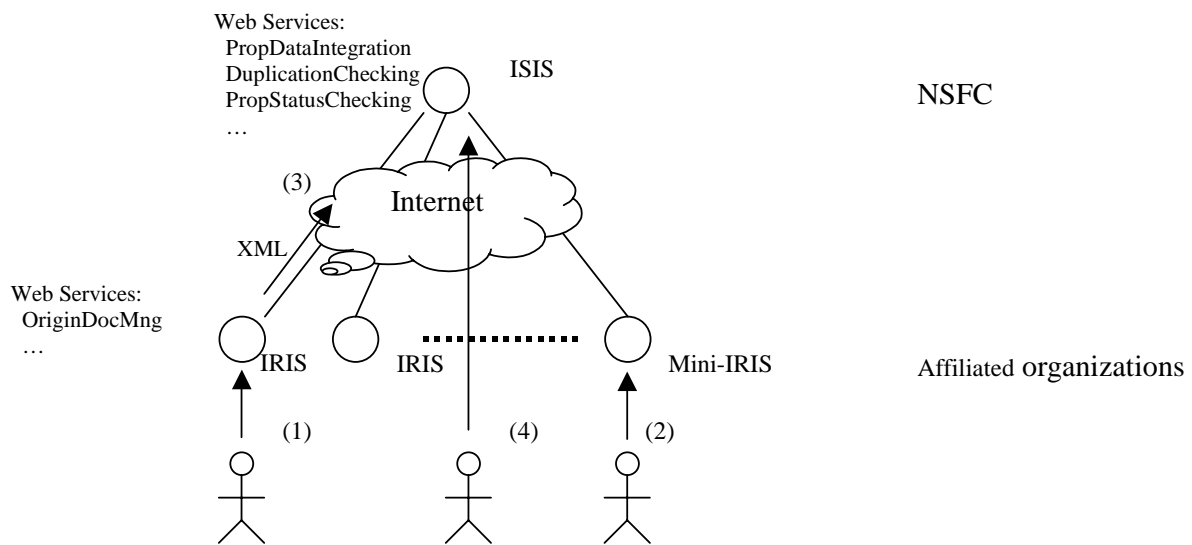 Web Services:
PropDataIntegration
DuplicationChecking
PropStatusChecking
…
ISIS
NSFC
(3)
Internet
XML
Web Services:
OriginDocMng
…
IRIS
IRIS
Mini-IRIS
Affiliated organizations
(1)
(4)
(2)